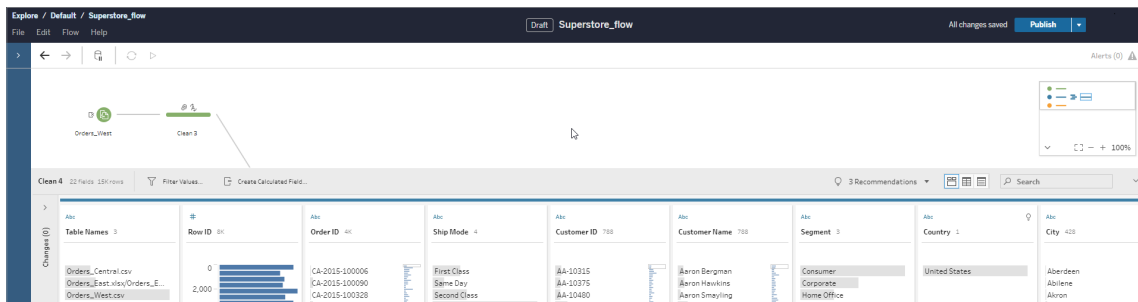 Explore / Default / Superstore_flow
File Edit Flow Help
Draft Superstore_flow
All changes saved Publish
Alerts (0)
Orders_West
Clean 3
100%
Clean 4 22 fields 15K rows Filter Values... Create Calculated Field... 3 Recommendations Search
Changes (0)
Abc # Abc Abc Abc Abc Abc Abc Abc
Table Names 3 Row ID 8K Order ID 4K Ship Mode 4 Customer ID 788 Customer Name 788 Segment 3 Country 1 City 428
Orders_Central.csv 0 CA-2015-100006 First Class AA-10315 Aaron Bergman Consumer United States Aberdeen
Orders_East.xlsx/Orders_E... CA-2015-100090 Same Day AA-10375 Aaron Hawkins Corporate Abilene
Orders_West.csv 2,000 CA-2015-100328 Second Class AA-10480 Aaron Smayling Home Office Akron